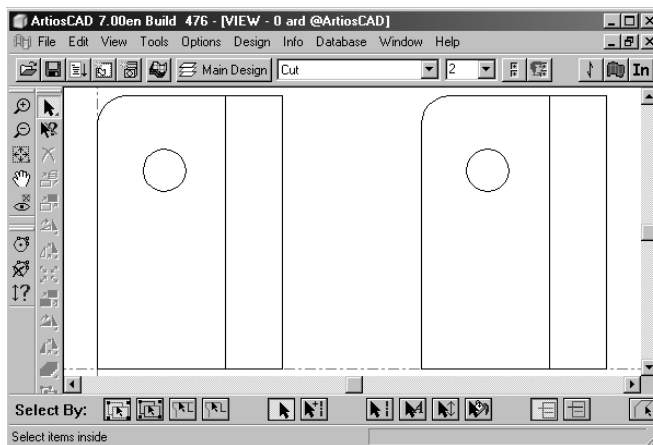 ArtiosCAD 7.00en Build 476 - [VIEW - 0 ard @ArtiosCAD]
File Edit View Tools Options Design Info Database Window Help
Main Design Cut 2 In
Select By:
Select items inside